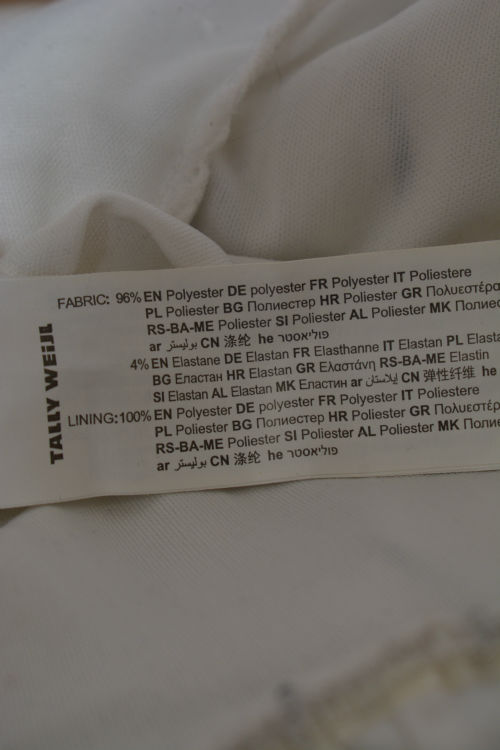 TALLY WEiJL
FABRIC: 96% EN Polyester DE polyester FR Polyester IT Poliestere
PL Poliester BG Полиестер HR Poliester GR Πολυεστέρα
RS-BA-ME Poliester SI Poliester AL Poliester MK
ar بوليستر CN 涤纶 he פוליאסטר
4% EN Elastane DE Elastan FR Elasthanne IT Elastan PL
BG Еластан HR Elastan GR Ελαστάνη RS-BA-ME Elastin
SI Elastan AL Elastan MK Еластин ar إيلاستان CN 弹性纤维 he
LINING:100% EN Polyester DE polyester FR Polyester IT Poliestere
PL Poliester BG Полиестер HR Poliester GR
RS-BA-ME Poliester SI Poliester AL Poliester MK
ar بوليستر CN 涤纶 he פוליאסטר